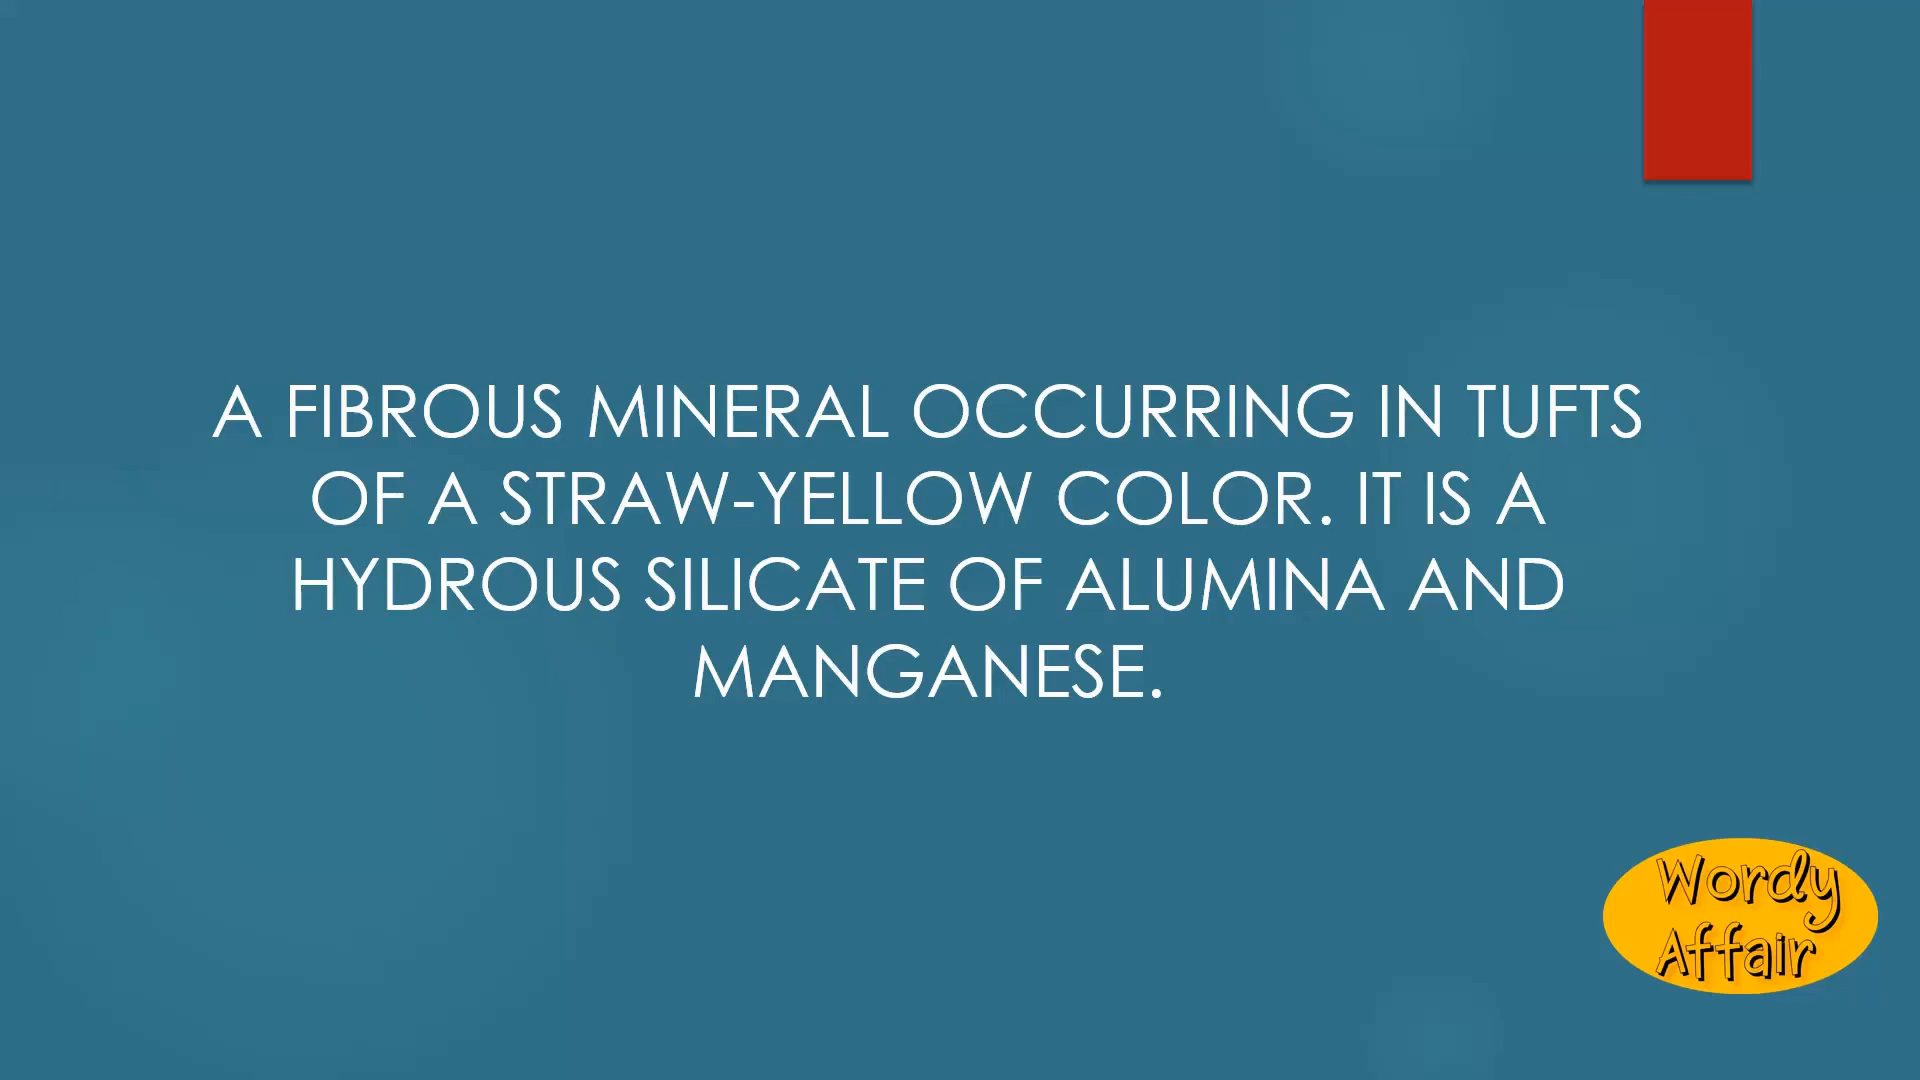 A FIBROUS MINERAL OCCURRING IN TUFTS
OF A STRAW-YELLOW COLOR. IT IS A
HYDROUS SILICATE OF ALUMINA AND
MANGANESE.
Wordy
Affair